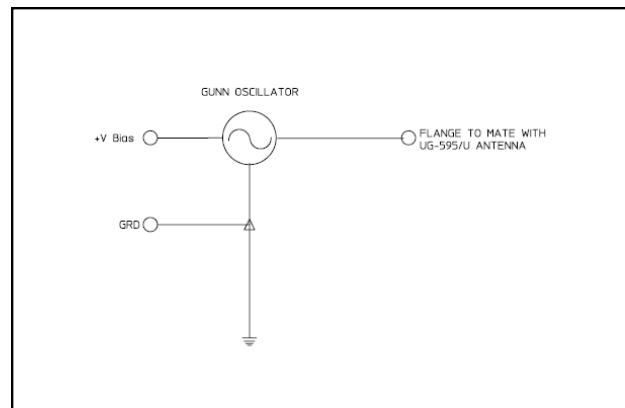 GUNN OSCILLATOR
+V Bias
FLANGE TO MATE WITH
UG-595/U ANTENNA
GRD